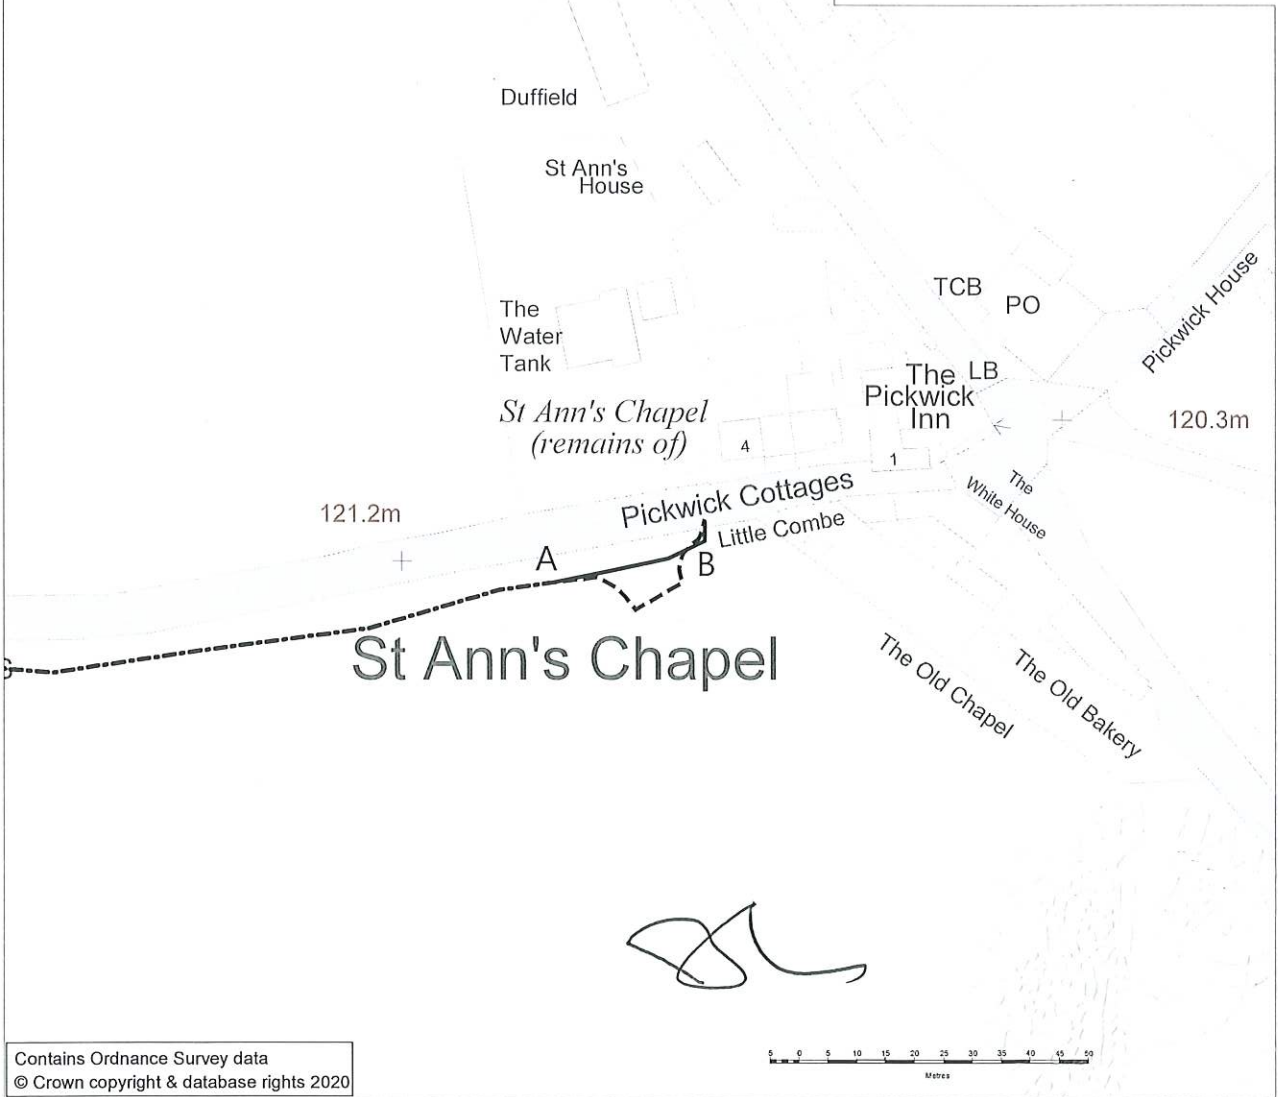 Duffield
St Ann's
House
TCB
PO
Pickwick House
The
Water
Tank
The LB
Pickwick
Inn
St Ann's Chapel
(remains of)
120.3m
4
1
Pickwick Cottages
The
White House
121.2m
Little Combe
A
B
St Ann's Chapel
The Old Chapel
The Old Bakery
Contains Ordnance Survey data
© Crown copyright & database rights 2020
5 0 5 10 15 20 25 30 35 40 45 50
Metres